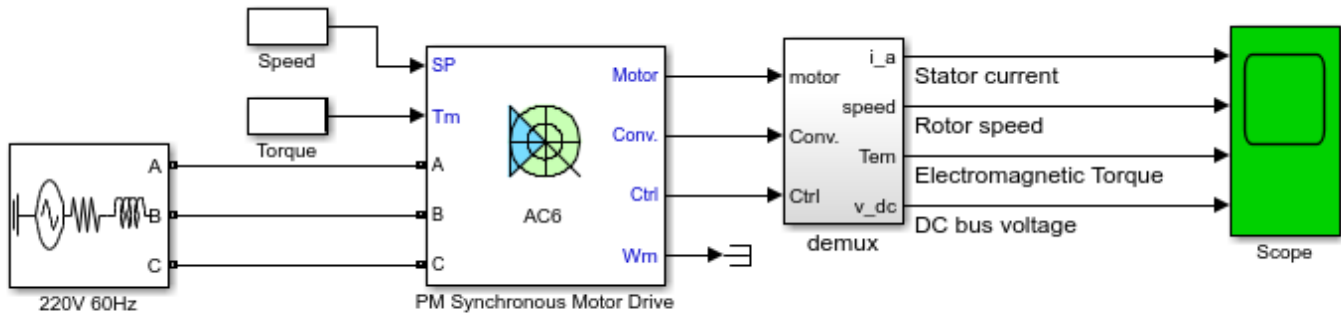 Speed
Torque
A
B
C
220V 60Hz
SP
Tm
A
B
C
AC6
Motor
Conv.
Ctrl
Wm
PM Synchronous Motor Drive
motor
Conv.
Ctrl
i_a
speed
Tem
v_dc
demux
Stator current
Rotor speed
Electromagnetic Torque
DC bus voltage
Scope